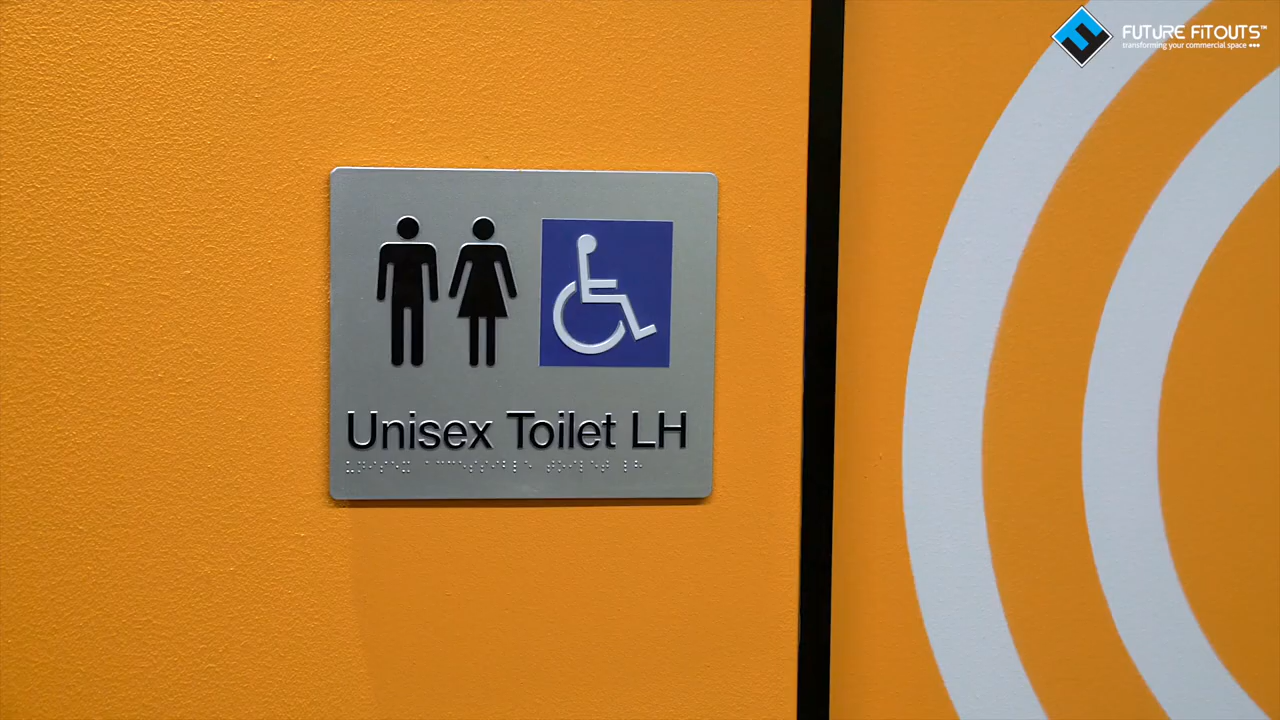 FUTURE FiTOUTS™
transforming your commercial space
Unisex Toilet LH